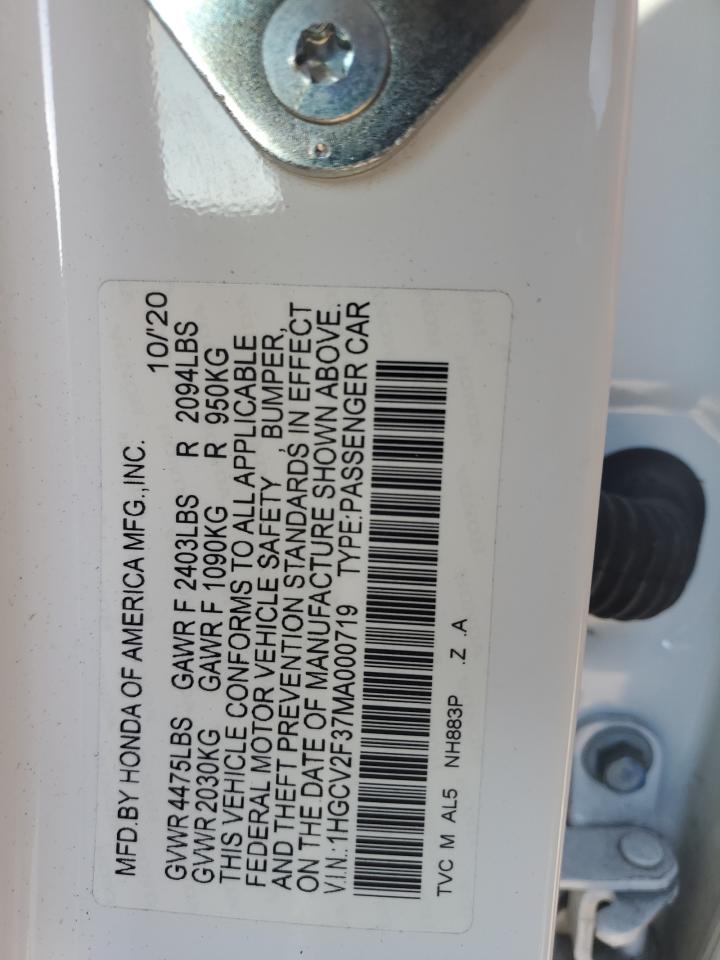 MFD.BY HONDA OF AMERICA MFG.,INC. 10/'20
GVWR 4475LBS GAWR F 2403LBS R 2094LBS
GVWR 2030KG GAWR F 1090KG R 950KG
THIS VEHICLE CONFORMS TO ALL APPLICABLE
FEDERAL MOTOR VEHICLE SAFETY , BUMPER,
AND THEFT PREVENTION STANDARDS IN EFFECT
ON THE DATE OF MANUFACTURE SHOWN ABOVE.
V.I.N.:1HGCV2F37MA000719 TYPE:PASSENGER CAR
TVC M AL5 NH883P .Z .A